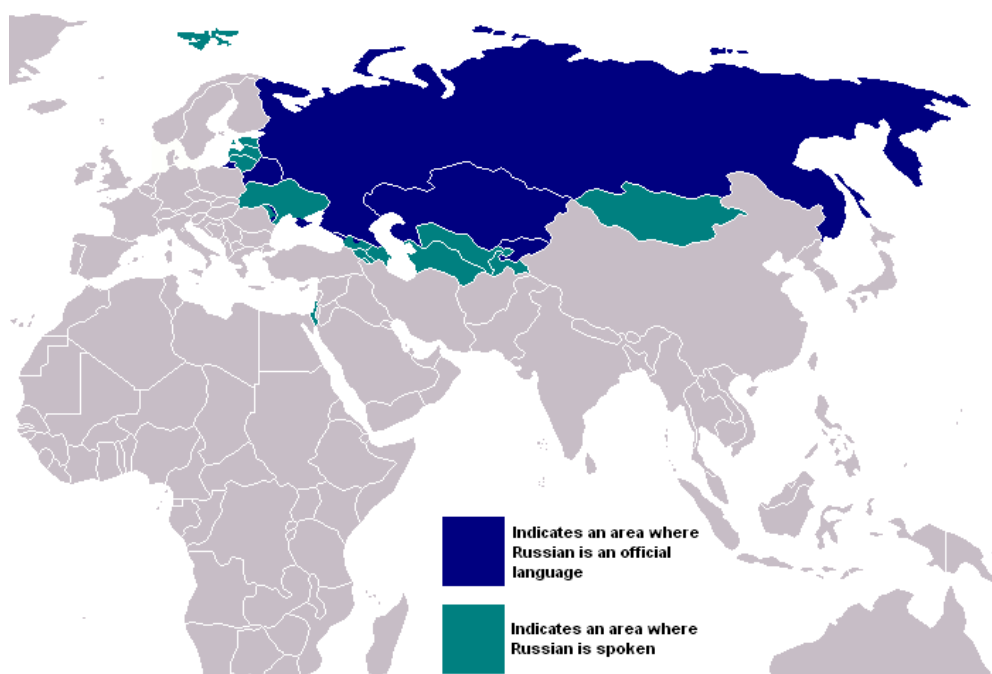 Indicates an area where
Russian is an official
language
Indicates an area where
Russian is spoken